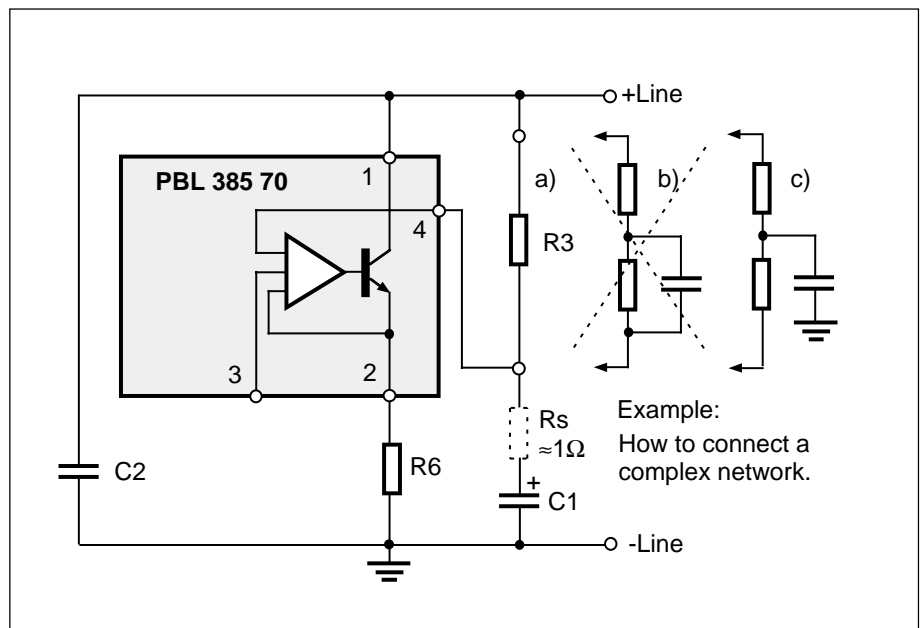 +Line
PBL 385 70
1
a)
b)
c)
4
R3
3
2
Rs
≈1Ω
Example:
How to connect a
complex network.
C2
R6
+
C1
-Line